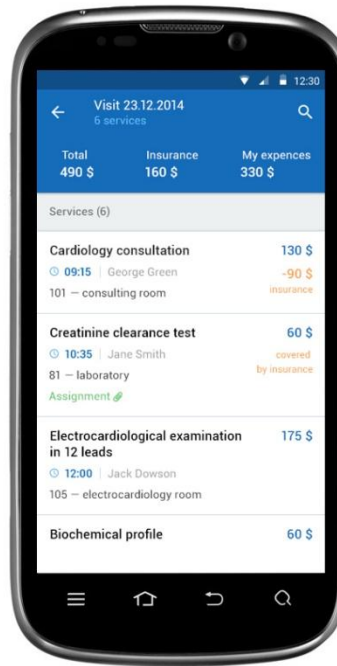 12:30
Visit 23.12.2014
6 services
Total Insurance My expences
490 $ 160 $ 330 $
Services (6)
Cardiology consultation 130 $
09:15 | George Green -90 $
101 — consulting room insurance
Creatinine clearance test 60 $
10:35 | Jane Smith covered
81 — laboratory by insurance
Assignment
Electrocardiological examination 175 $
in 12 leads
12:00 | Jack Dowson
105 — electrocardiology room
Biochemical profile 60 $